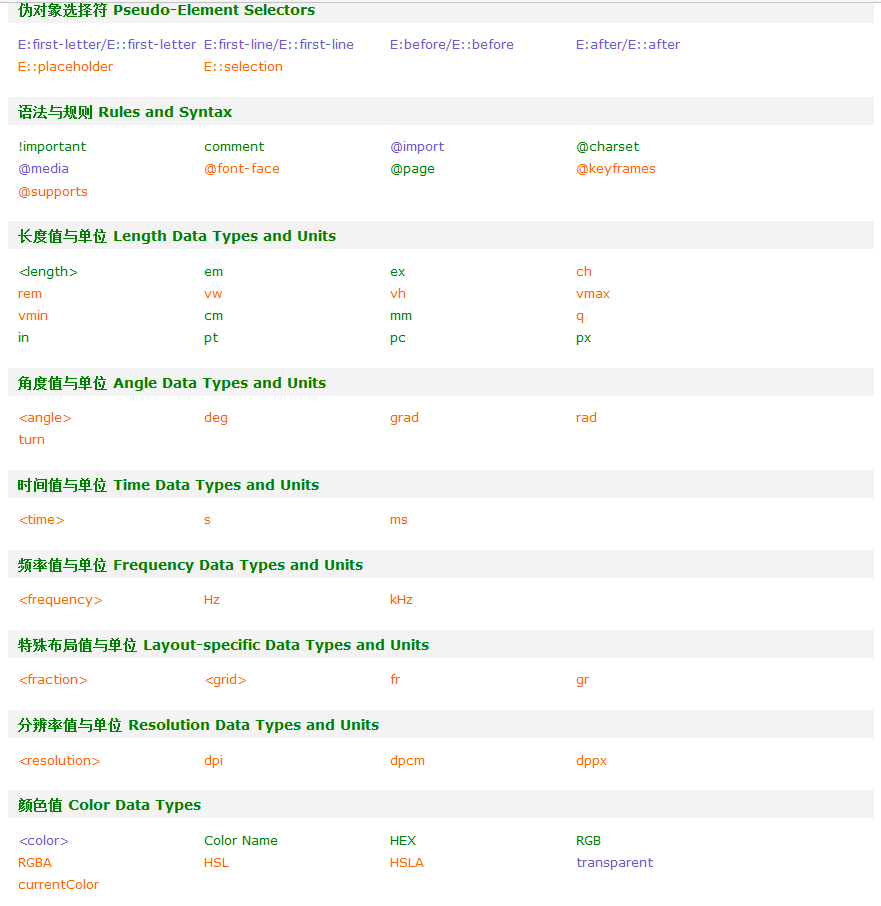 伪对象选择符 Pseudo-Element Selectors
E:first-letter/E::first-letter E:first-line/E::first-line E:before/E::before E:after/E::after
E::placeholder E::selection
语法与规则 Rules and Syntax
!important comment @import @charset
@media @font-face @page @keyframes
@supports
长度值与单位 Length Data Types and Units
<length> em ex ch
rem vw vh vmax
vmin cm mm q
in pt pc px
角度值与单位 Angle Data Types and Units
<angle> deg grad rad
turn
时间值与单位 Time Data Types and Units
<time> s ms
频率值与单位 Frequency Data Types and Units
<frequency> Hz kHz
特殊布局值与单位 Layout-specific Data Types and Units
<fraction> <grid> fr gr
分辨率值与单位 Resolution Data Types and Units
<resolution> dpi dpcm dppx
颜色值 Color Data Types
<color> Color Name HEX RGB
RGBA HSL HSLA transparent
currentColor